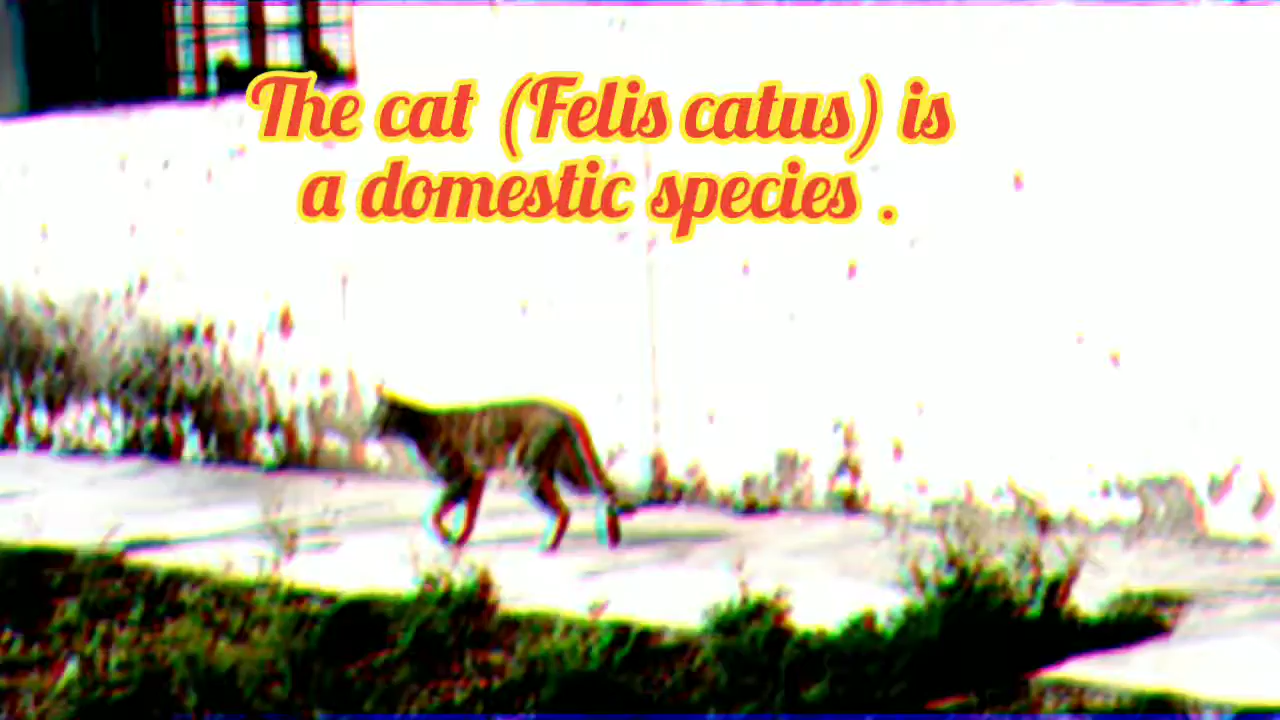 The cat (Felis catus) is
a domestic species .